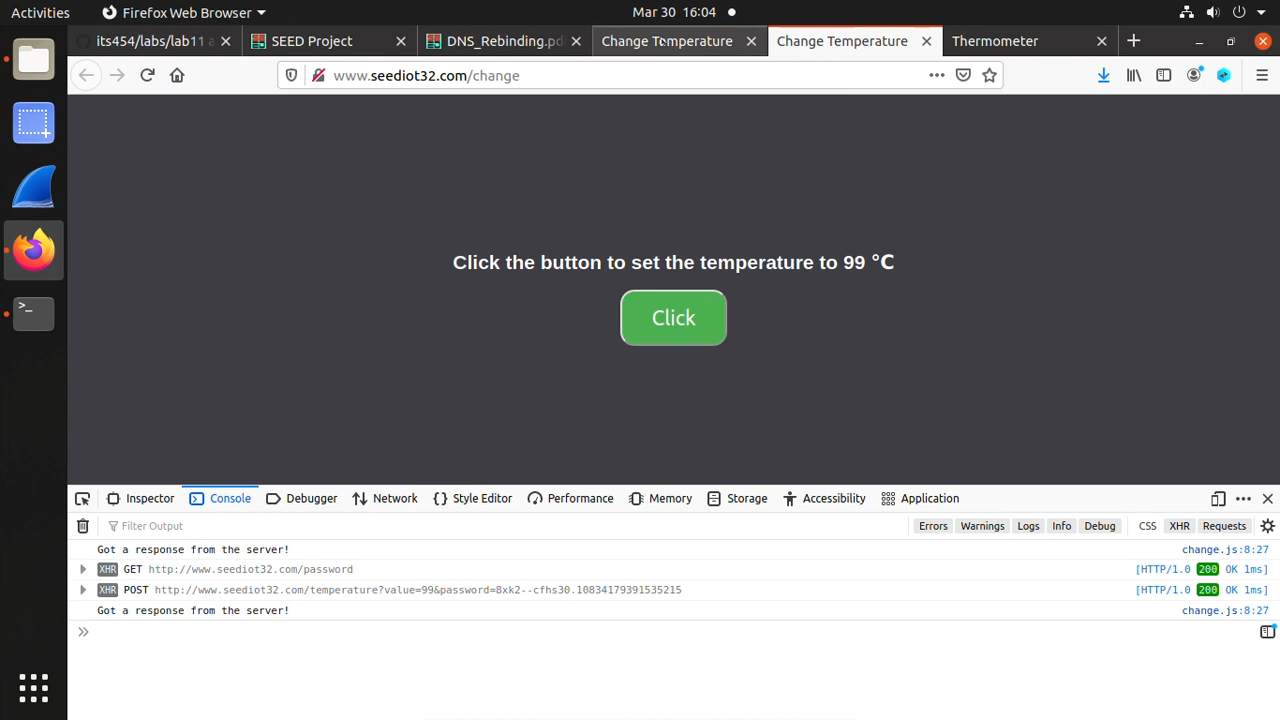 Activities
Firefox Web Browser
Mar 30 16:04
its454/labs/lab11
SEED Project
DNS_Rebinding.pd
Change Temperature
Change Temperature
Thermometer
www.seediot32.com/change
Click the button to set the temperature to 99 °C
Click
Inspector
Console
Debugger
Network
{} Style Editor
Performance
Memory
Storage
Accessibility
Application
Filter Output
Errors
Warnings
Logs
Info
Debug
CSS
XHR
Requests
Got a response from the server!
change.js:8:27
XHR GET http://www.seediot32.com/password
[HTTP/1.0 200 OK 1ms]
XHR POST http://www.seediot32.com/temperature?value=99&password=8xk2--cfhs30.10834179391535215
[HTTP/1.0 200 OK 1ms]
Got a response from the server!
change.js:8:27